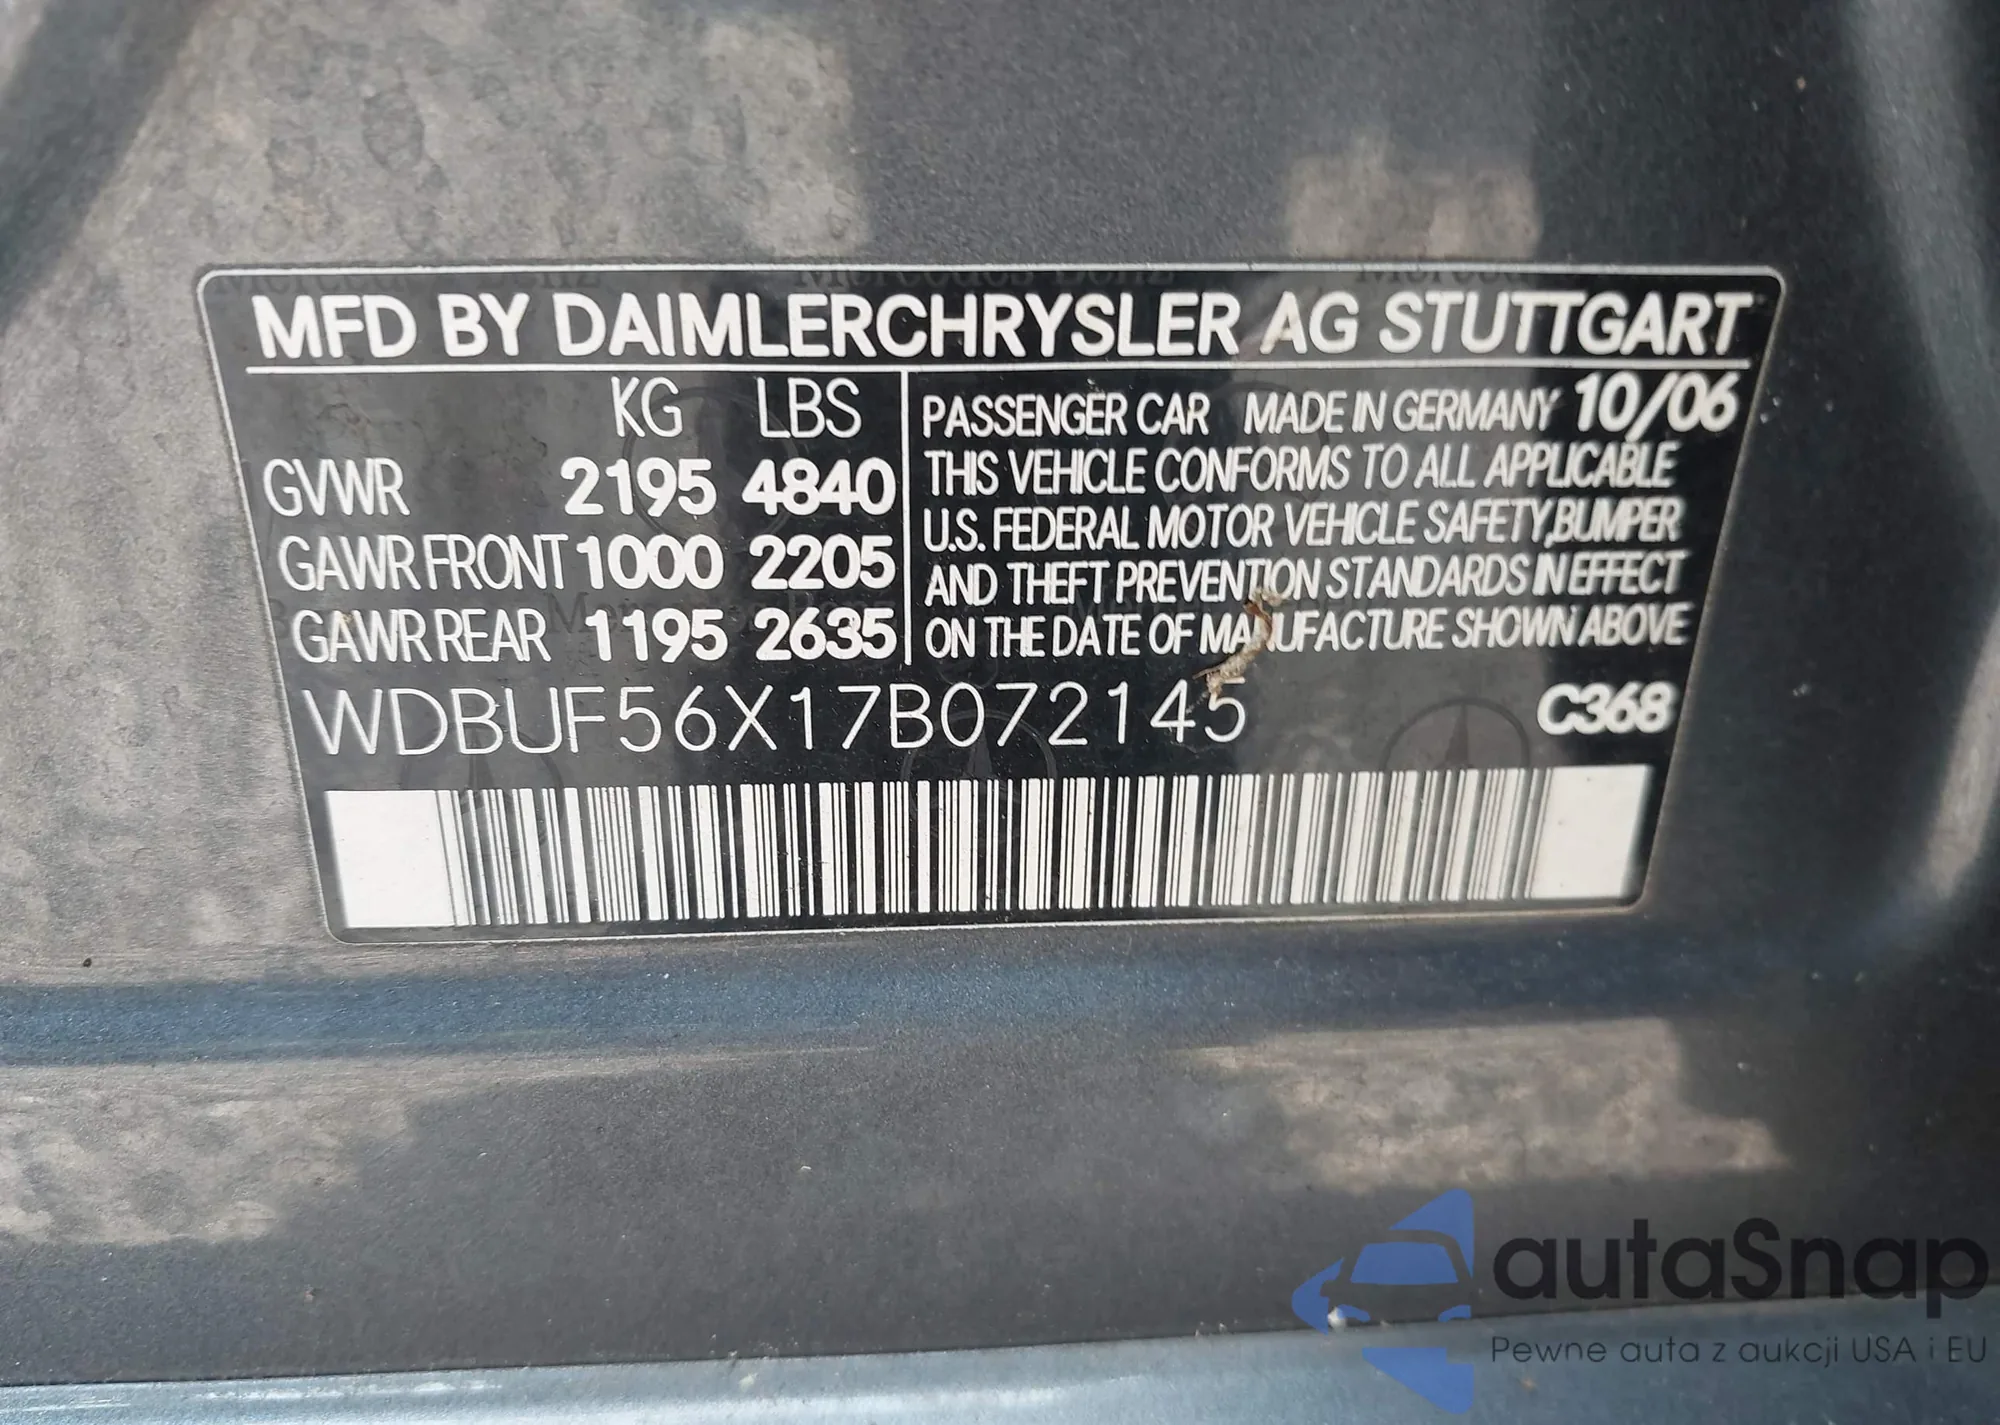 MFD BY DAIMLERCHRYSLER AG STUTTGART
KG LBS
GVWR 2195 4840
GAWR FRONT 1000 2205
GAWR REAR 1195 2635
PASSENGER CAR MADE IN GERMANY 10/06
THIS VEHICLE CONFORMS TO ALL APPLICABLE
U.S. FEDERAL MOTOR VEHICLE SAFETY, BUMPER
AND THEFT PREVENTION STANDARDS IN EFFECT
ON THE DATE OF MANUFACTURE SHOWN ABOVE
WDBUF56X17B072145 C368
autaSnap
Pewne auta z aukcji USA i EU